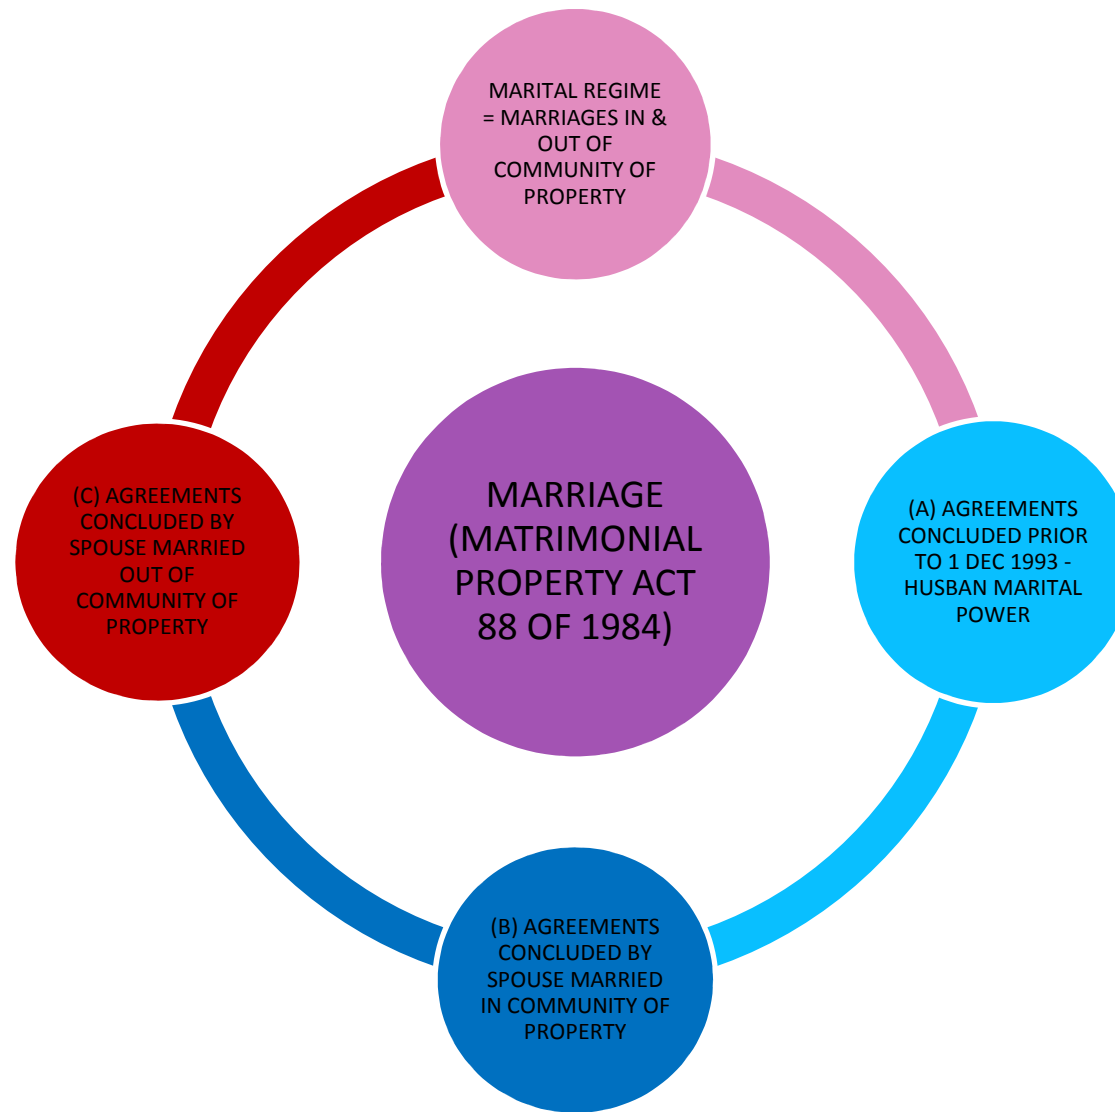 MARITAL REGIME
= MARRIAGES IN &
OUT OF
COMMUNITY OF
PROPERTY
(C) AGREEMENTS
CONCLUDED BY
SPOUSE MARRIED
OUT OF
COMMUNITY OF
PROPERTY
MARRIAGE
(MATRIMONIAL
PROPERTY ACT
88 OF 1984)
(A) AGREEMENTS
CONCLUDED PRIOR
TO 1 DEC 1993 -
HUSBAN MARITAL
POWER
(B) AGREEMENTS
CONCLUDED BY
SPOUSE MARRIED
IN COMMUNITY OF
PROPERTY